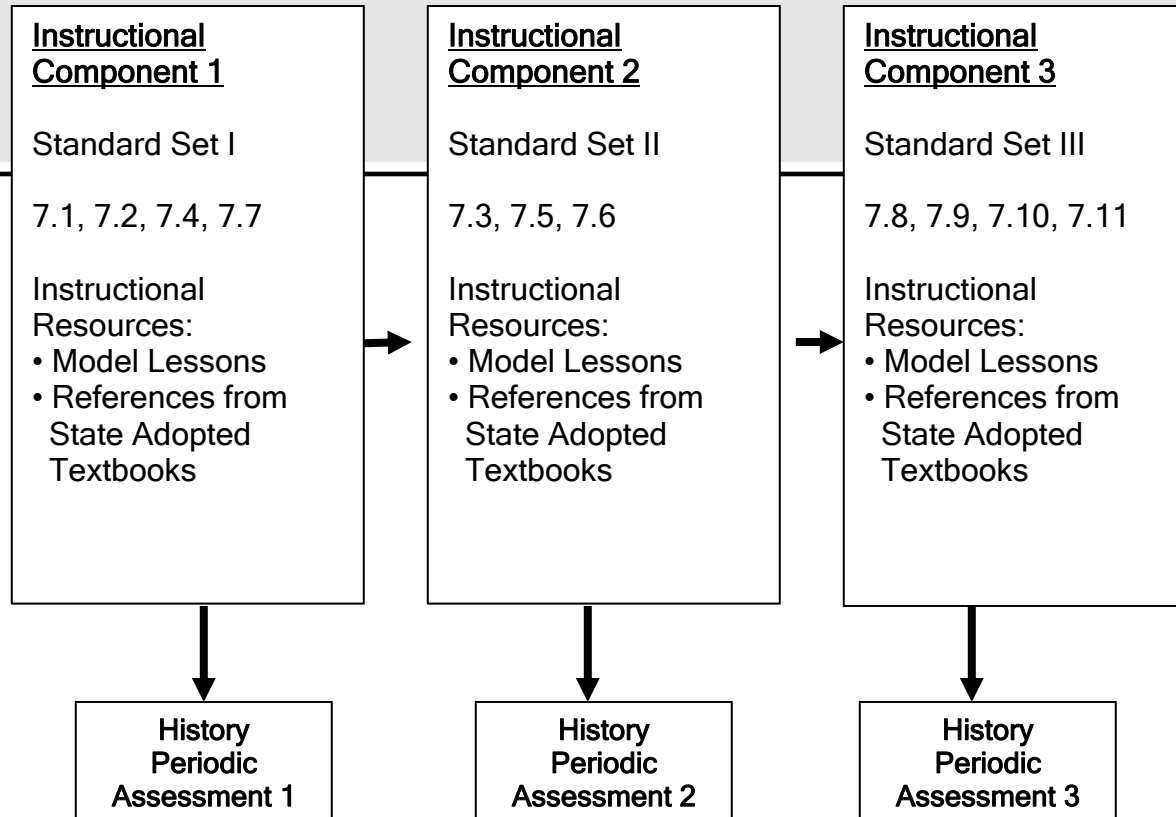 Instructional
Component 1
Standard Set I
7.1, 7.2, 7.4, 7.7
Instructional
Resources:
• Model Lessons
• References from
State Adopted
Textbooks
Instructional
Component 2
Standard Set II
7.3, 7.5, 7.6
Instructional
Resources:
• Model Lessons
• References from
State Adopted
Textbooks
Instructional
Component 3
Standard Set III
7.8, 7.9, 7.10, 7.11
Instructional
Resources:
• Model Lessons
• References from
State Adopted
Textbooks
History
Periodic
Assessment 1
History
Periodic
Assessment 2
History
Periodic
Assessment 3